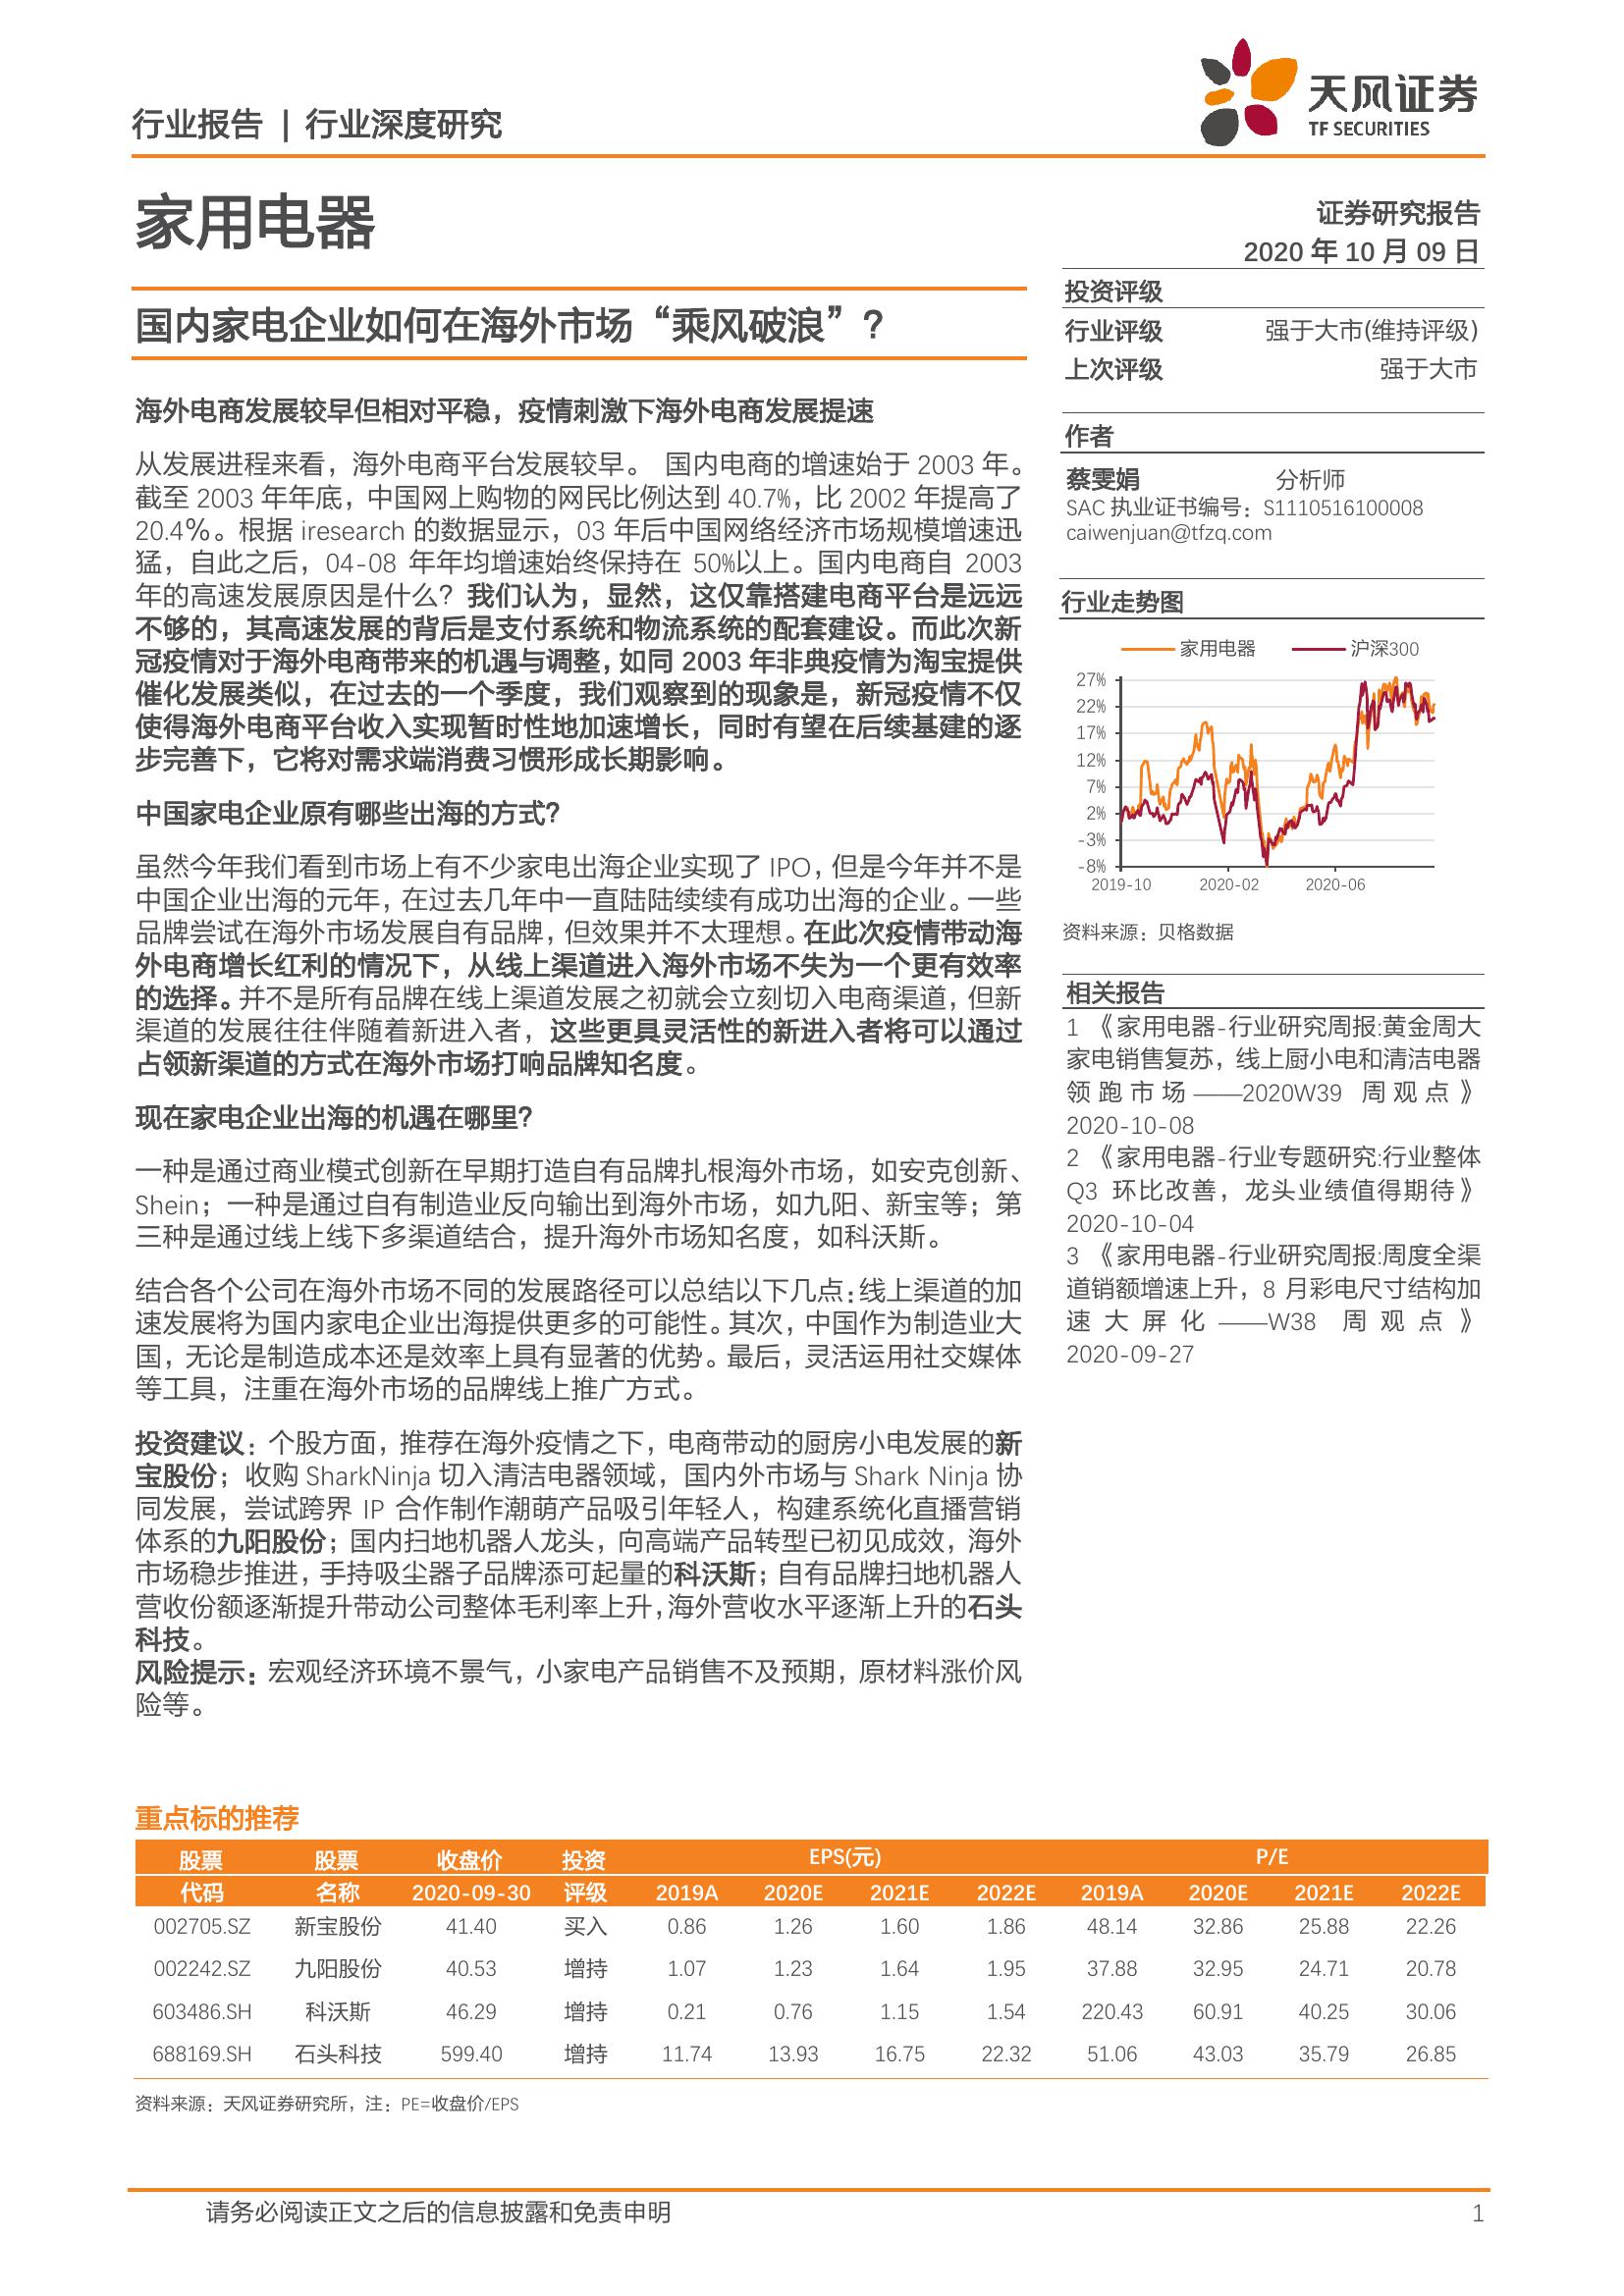 行业报告 | 行业深度研究
天风证券
TF SECURITIES
家用电器
证券研究报告
2020 年 10 月 09 日
国内家电企业如何在海外市场“乘风破浪”?
海外电商发展较早但相对平稳，疫情刺激下海外电商发展提速
从发展进程来看，海外电商平台发展较早。 国内电商的增速始于 2003 年。
截至 2003 年年底，中国网上购物的网民比例达到 40.7%，比 2002 年提高了
20.4%。根据 iresearch 的数据显示，03 年后中国网络经济市场规模增速迅
猛，自此之后，04-08 年年均增速始终保持在 50%以上。国内电商自 2003
年的高速发展原因是什么？我们认为，显然，这仅靠搭建电商平台是远远
不够的，其高速发展的背后是支付系统和物流系统的配套建设。而此次新
冠疫情对于海外电商带来的机遇与调整，如同 2003 年非典疫情为淘宝提供
催化发展类似，在过去的一个季度，我们观察到的现象是，新冠疫情不仅
使得海外电商平台收入实现暂时性地加速增长，同时有望在后续基建的逐
步完善下，它将对需求端消费习惯形成长期影响。
中国家电企业原有哪些出海的方式？
虽然今年我们看到市场上有不少家电出海企业实现了 IPO，但是今年并不是
中国企业出海的元年，在过去几年中一直陆陆续续有成功出海的企业。一些
品牌尝试在海外市场发展自有品牌，但效果并不太理想。在此次疫情带动海
外电商增长红利的情况下，从线上渠道进入海外市场不失为一个更有效率
的选择。并不是所有品牌在线上渠道发展之初就会立刻切入电商渠道，但新
渠道的发展往往伴随着新进入者，这些更具灵活性的新进入者将可以通过
占领新渠道的方式在海外市场打响品牌知名度。
现在家电企业出海的机遇在哪里？
一种是通过商业模式创新在早期打造自有品牌扎根海外市场，如安克创新、
Shein；一种是通过自有制造业反向输出到海外市场，如九阳、新宝等；第
三种是通过线上线下多渠道结合，提升海外市场知名度，如科沃斯。
结合各个公司在海外市场不同的发展路径可以总结以下几点：线上渠道的加
速发展将为国内家电企业出海提供更多的可能性。其次，中国作为制造业大
国，无论是制造成本还是效率上具有显著的优势。最后，灵活运用社交媒体
等工具，注重在海外市场的品牌线上推广方式。
投资建议：个股方面，推荐在海外疫情之下，电商带动的厨房小电发展的新
宝股份；收购 SharkNinja 切入清洁电器领域，国内外市场与 Shark Ninja 协
同发展，尝试跨界 IP 合作制作潮萌产品吸引年轻人，构建系统化直播营销
体系的九阳股份；国内扫地机器人龙头，向高端产品转型已初见成效，海外
市场稳步推进，手持吸尘器子品牌添可起量的科沃斯；自有品牌扫地机器人
营收份额逐渐提升带动公司整体毛利率上升，海外营收水平逐渐上升的石头
科技。
风险提示：宏观经济环境不景气，小家电产品销售不及预期，原材料涨价风
险等。
投资评级
行业评级 强于大市(维持评级)
上次评级 强于大市
作者
蔡雯娟 分析师
SAC 执业证书编号：S1110516100008
caiwenjuan@tfzq.com
行业走势图
家用电器 沪深300
27%
22%
17%
12%
7%
2%
-3%
-8%
2019-10 2020-02 2020-06
资料来源：贝格数据
相关报告
1 《家用电器-行业研究周报:黄金周大
家电销售复苏，线上厨小电和清洁电器
领跑市场——2020W39 周观点》
2020-10-08
2 《家用电器-行业专题研究:行业整体
Q3 环比改善，龙头业绩值得期待》
2020-10-04
3 《家用电器-行业研究周报:周度全渠
道销额增速上升，8 月彩电尺寸结构加
速大屏化——W38 周观点》
2020-09-27
重点标的推荐
股票 股票 收盘价 投资 EPS(元) P/E
代码 名称 2020-09-30 评级 2019A 2020E 2021E 2022E 2019A 2020E 2021E 2022E
002705.SZ 新宝股份 41.40 买入 0.86 1.26 1.60 1.86 48.14 32.86 25.88 22.26
002242.SZ 九阳股份 40.53 增持 1.07 1.23 1.64 1.95 37.88 32.95 24.71 20.78
603486.SH 科沃斯 46.29 增持 0.21 0.76 1.15 1.54 220.43 60.91 40.25 30.06
688169.SH 石头科技 599.40 增持 11.74 13.93 16.75 22.32 51.06 43.03 35.79 26.85
资料来源：天风证券研究所，注：PE=收盘价/EPS
请务必阅读正文之后的信息披露和免责申明 1